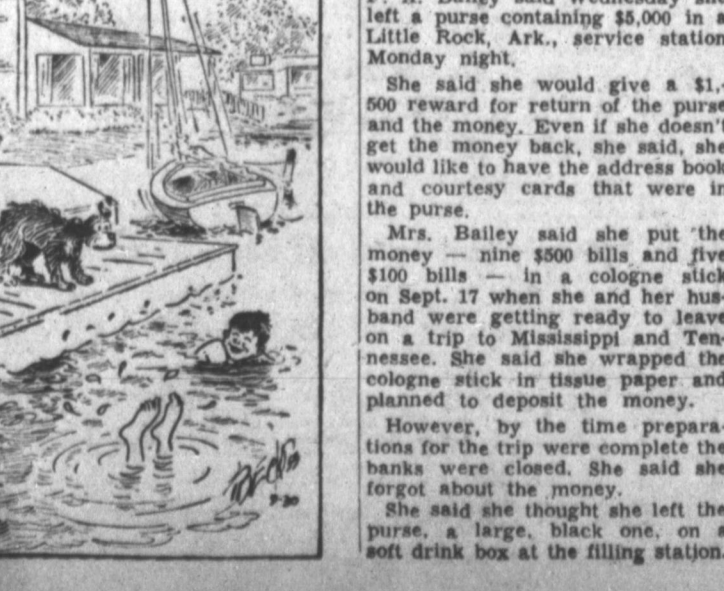 left a purse containing $5,000 in a
Little Rock, Ark., service station
Monday night.
She said she would give a $1,-
500 reward for return of the purse
and the money. Even if she doesn't
get the money back, she said, she
would like to have the address book
and courtesy cards that were in
the purse.
Mrs. Bailey said she put the
money — nine $500 bills and five
$100 bills — in a cologne stick
on Sept. 17 when she and her hus
band were getting ready to leave
on a trip to Mississippi and Ten-
nessee. She said she wrapped the
cologne stick in tissue paper and
planned to deposit the money.
However, by the time prepara-
tions for the trip were complete the
banks were closed. She said she
forgot about the money.
She said she thought she left the
purse, a large, black one, on a
soft drink box at the filling station.
9-30